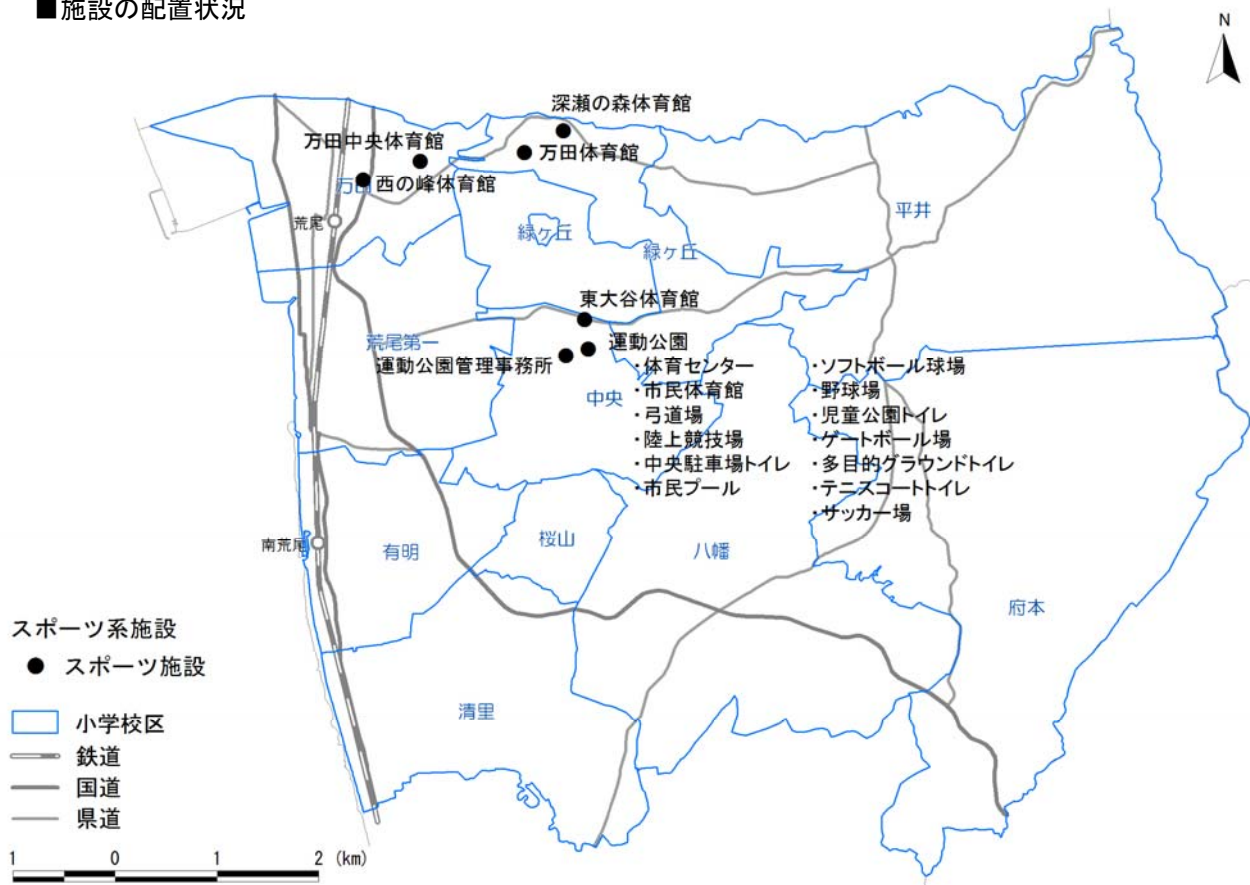 ■施設の配置状況
N
深瀬の森体育館
万田中央体育館
万田体育館
万田
西の峰体育館
荒尾
平井
緑ヶ丘
緑ヶ丘
東大谷体育館
荒尾第一
運動公園
運動公園管理事務所
中央
・体育センター
・市民体育館
・弓道場
・陸上競技場
・中央駐車場トイレ
・市民プール
・ソフトボール球場
・野球場
・児童公園トイレ
・ゲートボール場
・多目的グラウンドトイレ
・テニスコートトイレ
・サッカー場
南荒尾
有明
桜山
八幡
府本
清里
スポーツ系施設
スポーツ施設
小学校区
鉄道
国道
県道
1 0 1 2 (km)